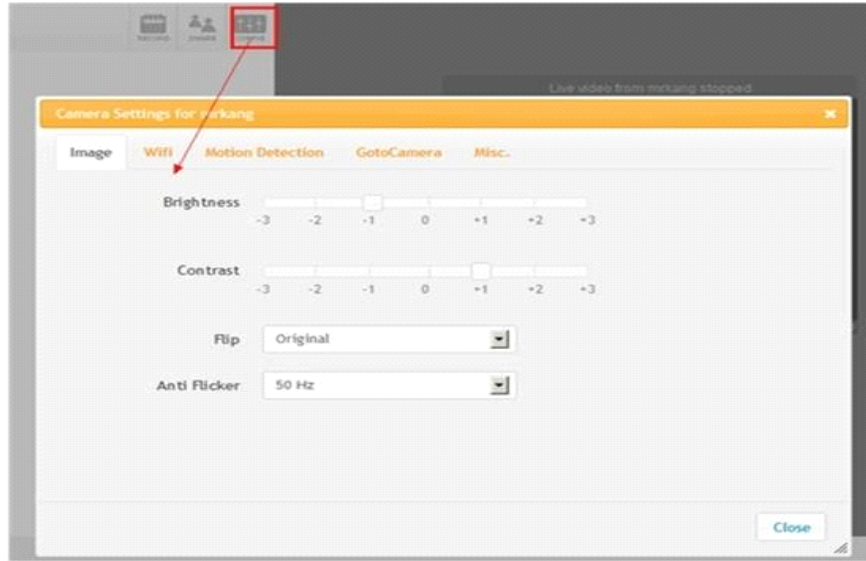 Live video from mrkang stopped
Camera Settings for mrkang
Image Wifi Motion Detection GotoCamera Misc.
Brightness
-3 -2 -1 0 +1 +2 +3
Contrast
-3 -2 -1 0 +1 +2 +3
Flip Original
Anti Flicker 50 Hz
Close